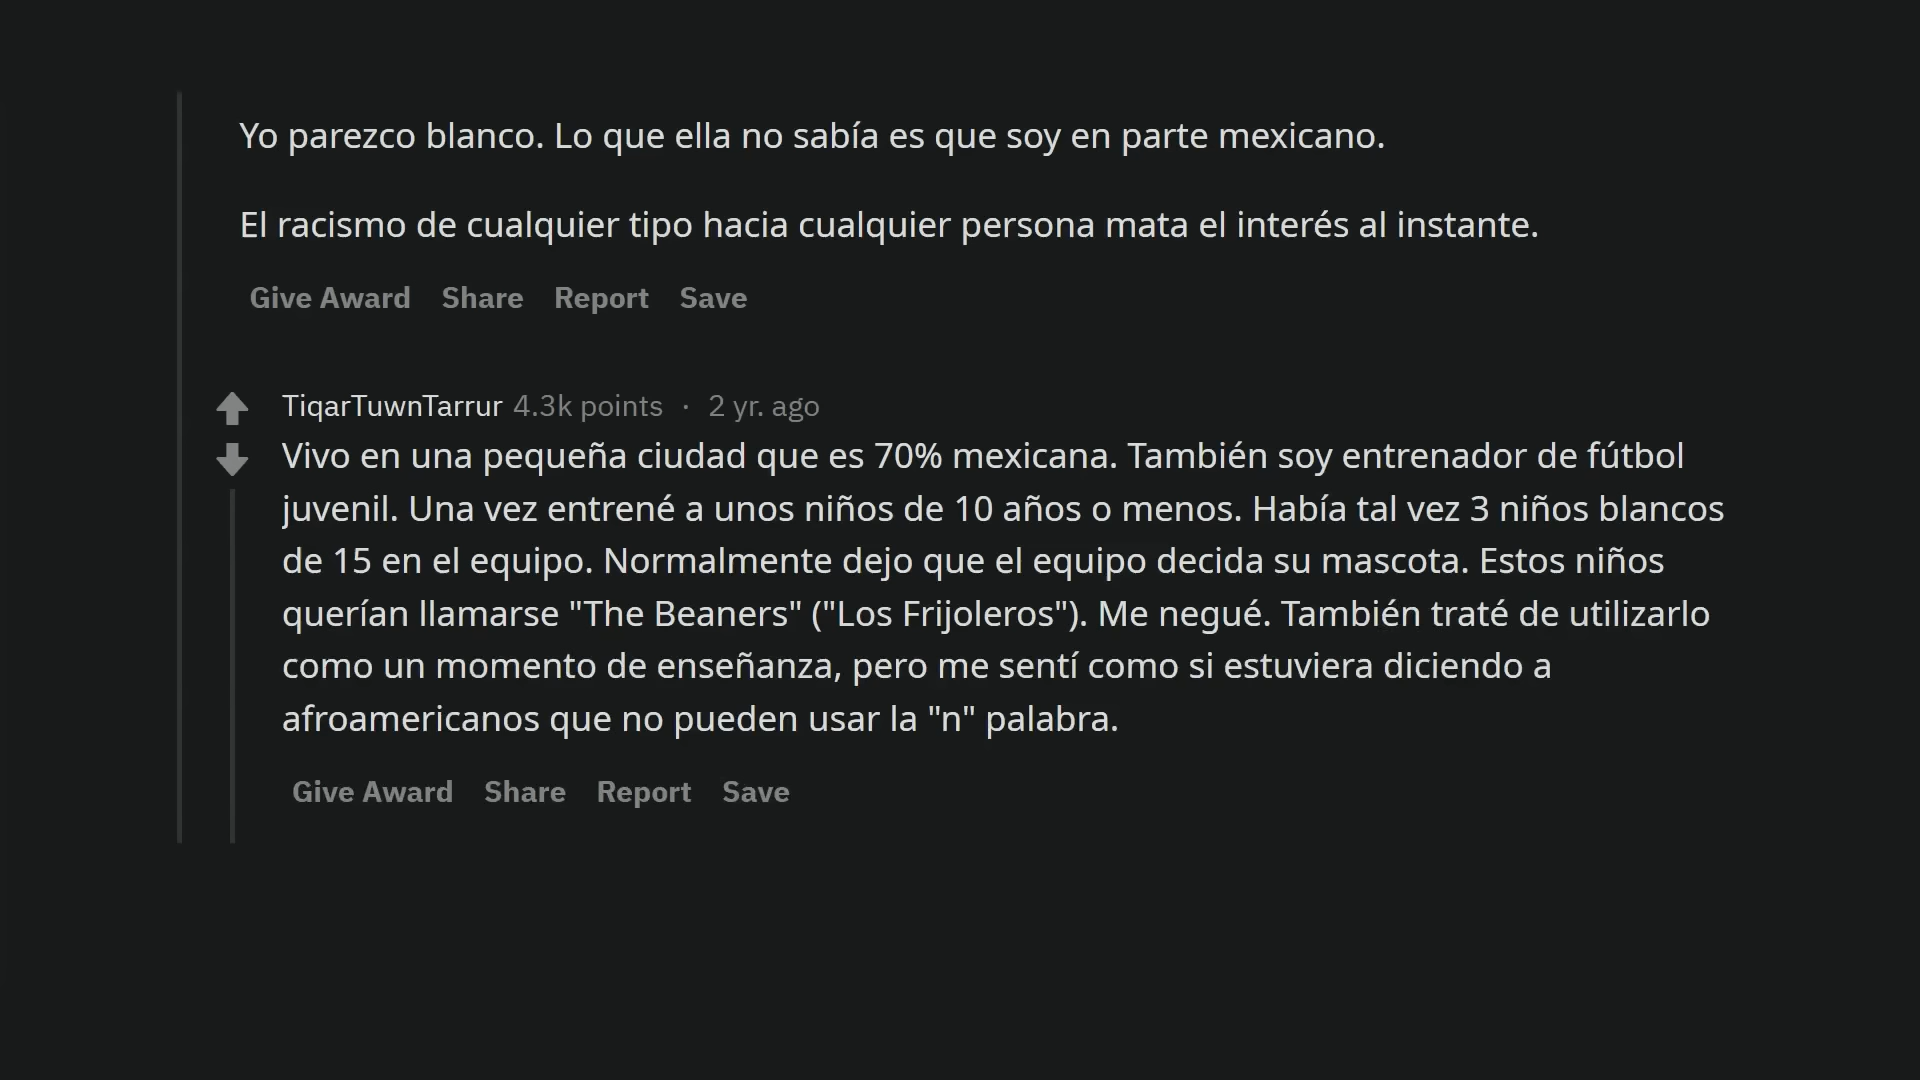 Yo parezco blanco. Lo que ella no sabía es que soy en parte mexicano.
El racismo de cualquier tipo hacia cualquier persona mata el interés al instante.
Give Award Share Report Save
TiqarTuwnTarrur 4.3k points · 2 yr. ago
Vivo en una pequeña ciudad que es 70% mexicana. También soy entrenador de fútbol
juvenil. Una vez entrené a unos niños de 10 años o menos. Había tal vez 3 niños blancos
de 15 en el equipo. Normalmente dejo que el equipo decida su mascota. Estos niños
querían llamarse "The Beaners" ("Los Frijoleros"). Me negué. También traté de utilizarlo
como un momento de enseñanza, pero me sentí como si estuviera diciendo a
afroamericanos que no pueden usar la "n" palabra.
Give Award Share Report Save